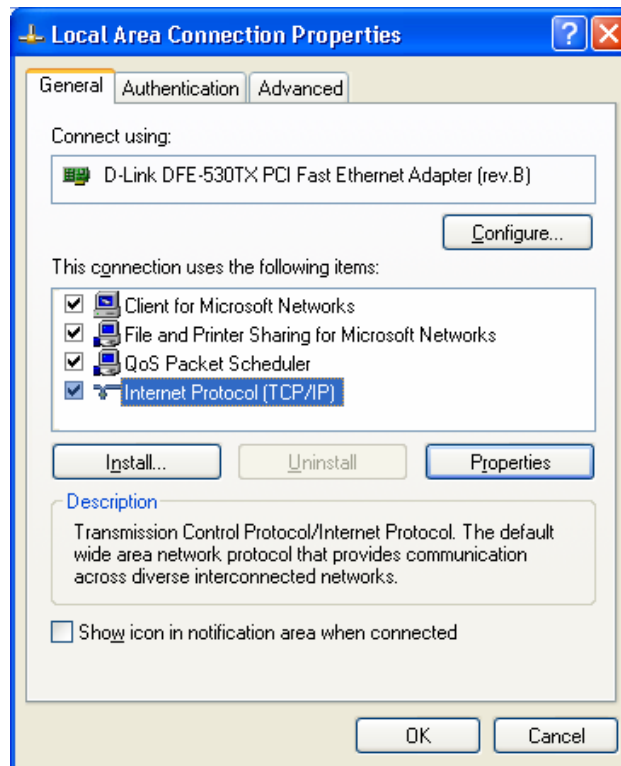 Local Area Connection Properties
General
Authentication
Advanced
Connect using:
D-Link DFE-530TX PCI Fast Ethernet Adapter (rev.B)
Configure...
This connection uses the following items:
Client for Microsoft Networks
File and Printer Sharing for Microsoft Networks
QoS Packet Scheduler
Internet Protocol (TCP/IP)
Install...
Uninstall
Properties
Description
Transmission Control Protocol/Internet Protocol. The default
wide area network protocol that provides communication
across diverse interconnected networks.
Show icon in notification area when connected
OK
Cancel